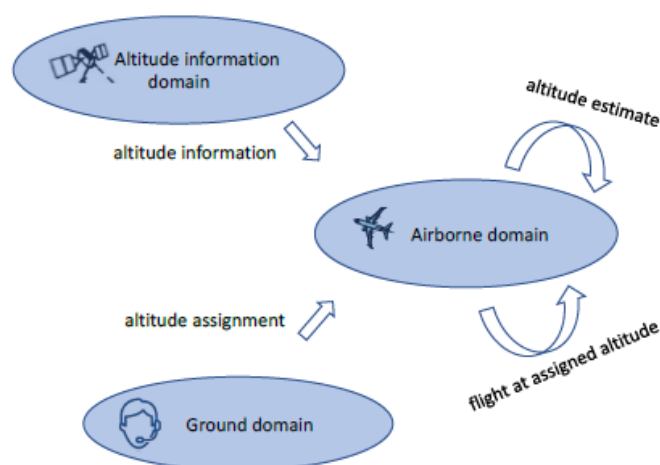 Altitude information
domain
altitude estimate
altitude information
Airborne domain
altitude assignment
flight at assigned altitude
Ground domain